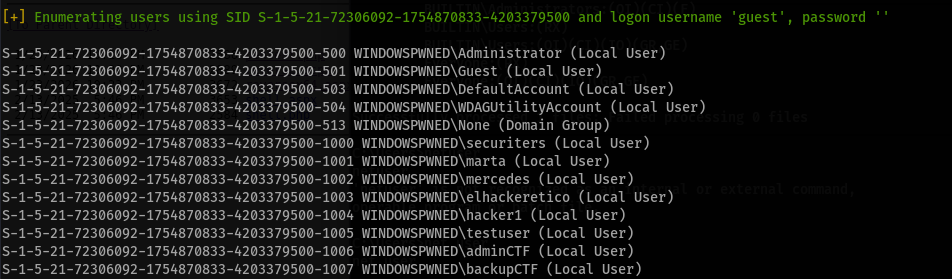 [+] Enumerating users using SID S-1-5-21-72306092-1754870833-4203379500 and logon username 'guest', password ''
S-1-5-21-72306092-1754870833-4203379500-500 WINDOWSPWNED\Administrator (Local User)
S-1-5-21-72306092-1754870833-4203379500-501 WINDOWSPWNED\Guest (Local User)
S-1-5-21-72306092-1754870833-4203379500-503 WINDOWSPWNED\DefaultAccount (Local User)
S-1-5-21-72306092-1754870833-4203379500-504 WINDOWSPWNED\WDAGUtilityAccount (Local User)
S-1-5-21-72306092-1754870833-4203379500-513 WINDOWSPWNED\None (Domain Group)
S-1-5-21-72306092-1754870833-4203379500-1000 WINDOWSPWNED\securiters (Local User)
S-1-5-21-72306092-1754870833-4203379500-1001 WINDOWSPWNED\marta (Local User)
S-1-5-21-72306092-1754870833-4203379500-1002 WINDOWSPWNED\mercedes (Local User)
S-1-5-21-72306092-1754870833-4203379500-1003 WINDOWSPWNED\elhackeretico (Local User)
S-1-5-21-72306092-1754870833-4203379500-1004 WINDOWSPWNED\hacker1 (Local User)
S-1-5-21-72306092-1754870833-4203379500-1005 WINDOWSPWNED\testuser (Local User)
S-1-5-21-72306092-1754870833-4203379500-1006 WINDOWSPWNED\adminCTF (Local User)
S-1-5-21-72306092-1754870833-4203379500-1007 WINDOWSPWNED\backupCTF (Local User)